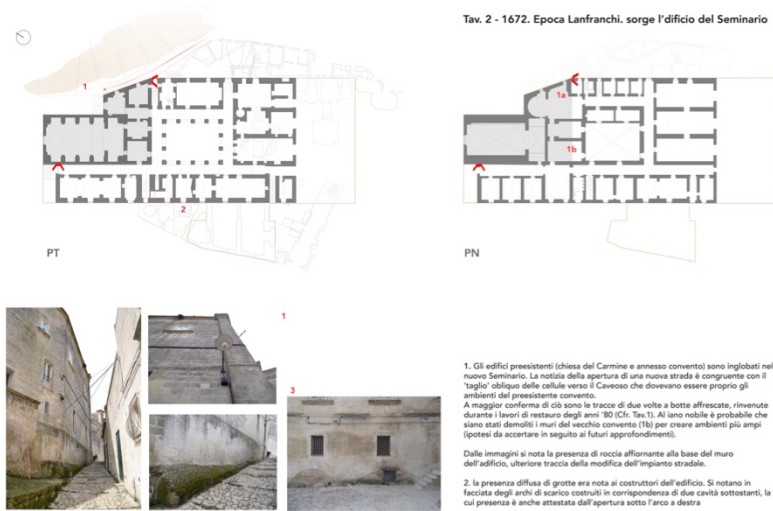 Tav. 2 - 1672. Epoca Lanfranchi. sorge l'dificio del Seminario
1
1a
1b
2
PT
PN
1
3
1. Gli edifici preesistenti (chiesa del Carmine e annesso convento) sono inglobati nel
nuovo Seminario. La notizia della apertura di una nuova strada è congruente con il
'taglio' obliquo delle cellule verso il Caveoso che dovevano essere proprio gli
ambienti del preesistente convento.
A maggior conferma di ciò sono le tracce di due volte a botte affrescate, rinvenute
durante i lavori di restauro degli anni '80 (Cfr. Tav.1). Al iano nobile è probabile che
siano stati demoliti i muri del vecchio convento (1b) per creare ambienti più ampi
(ipotesi da accertare in seguito ai futuri approfondimenti).
Dalle immagini si nota la presenza di roccia affiornante alla base del muro
dell'adificio, ulteriore traccia della modifica dell'impianto stradale.
2. la presenza diffusa di grotte era nota ai costruttori dell'edificio. Si notano in
facciata degli archi di scarico costruiti in corrispondenza di due cavità sottostanti, la
cui presenza è anche attestata dall'apertura sotto l'arco a destra